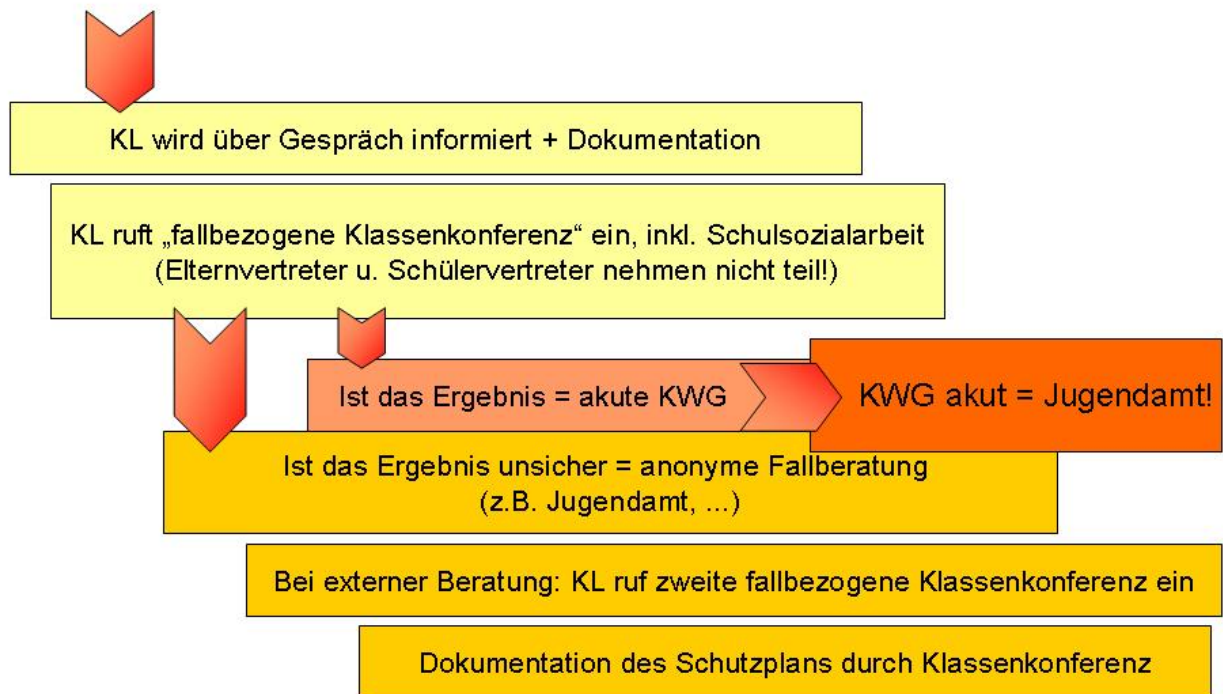 KL wird über Gespräch informiert + Dokumentation
KL ruft „fallbezogene Klassenkonferenz“ ein, inkl. Schulsozialarbeit
(Elternvertreter u. Schülervertreter nehmen nicht teil!)
Ist das Ergebnis = akute KWG
KWG akut = Jugendamt!
Ist das Ergebnis unsicher = anonyme Fallberatung
(z.B. Jugendamt, ...)
Bei externer Beratung: KL ruf zweite fallbezogene Klassenkonferenz ein
Dokumentation des Schutzplans durch Klassenkonferenz